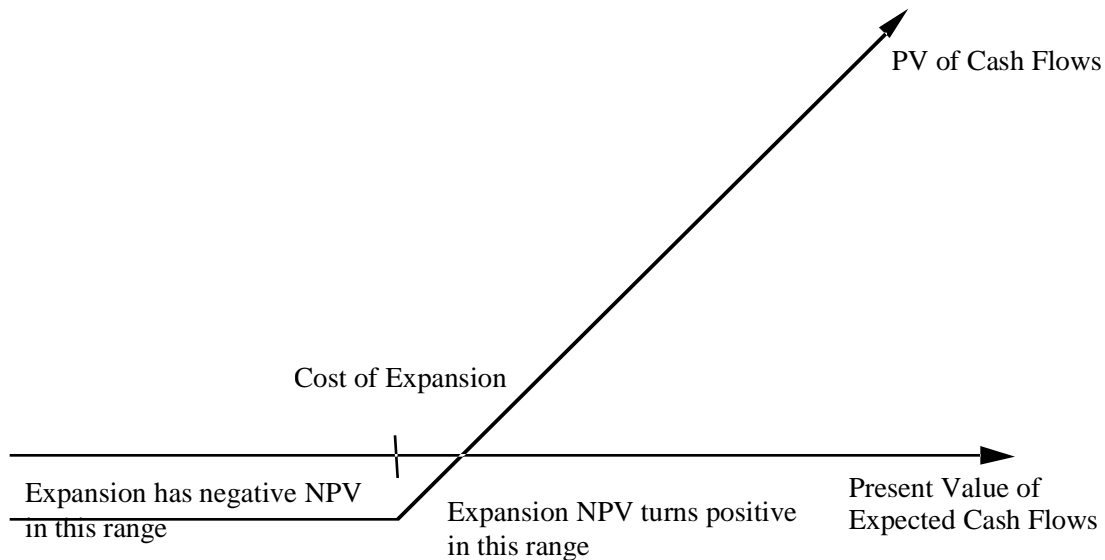 PV of Cash Flows
Cost of Expansion
Expansion has negative NPV
in this range
Expansion NPV turns positive
in this range
Present Value of
Expected Cash Flows